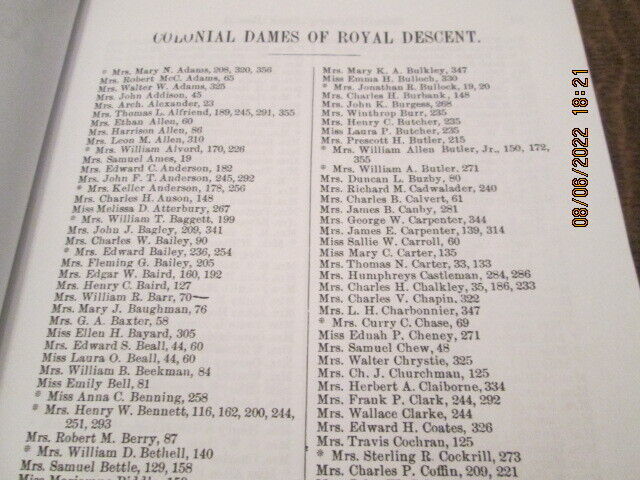 COLONIAL DAMES OF ROYAL DESCENT.
* Mrs. Mary N. Adams, 208, 320, 356
Mrs. Robert McC. Adams, 65
Mrs. Walter W. Adams, 325
Mrs. John Addison, 45
Mrs. Arch. Alexander, 23
Mrs. Thomas L. Alfriend, 189, 245, 291, 355
Mrs. Ethan Allen, 60
Mrs. Harrison Allen, 86
Mrs. Leon M. Allen, 310
* Mrs. William Alvord, 170, 226
Mrs. Samuel Ames, 19
Mrs. Edward C. Anderson, 182
Mrs. John F. T. Anderson, 245, 292
* Mrs. Keller Anderson, 178, 256
Mrs. Charles H. Anson, 148
Miss Melissa D. Atterbury, 267
* Mrs. William T. Baggett, 199
Mrs. John J. Bagley, 209, 341
Mrs. Charles W. Bailey, 90
* Mrs. Edward Bailey, 236, 254
Mrs. Fleming G. Bailey, 205
Mrs. Edgar W. Baird, 160, 192
Mrs. Henry C. Baird, 127
Mrs. William R. Barr, 70
Mrs. Mary J. Baughman, 76
Mrs. G. A. Baxter, 58
Miss Ellen H. Bayard, 305
Mrs. Edward S. Beall, 44, 60
Miss Laura O. Beall, 44, 60
Mrs. William B. Beekman, 84
Miss Emily Bell, 81
* Miss Anna C. Benning, 258
* Mrs. Henry W. Bennett, 116, 162, 200, 244,
251, 293
Mrs. Robert M. Berry, 87
* Mrs. William D. Bethell, 140
Mrs. Samuel Bettle, 129, 158
Mrs. Mary K. A. Bulkley, 347
Miss Emma H. Bulloch, 330
* Mrs. Jonathan R. Bullock, 19, 20
Mrs. Charles H. Burbank, 148
Mrs. John K. Burgess, 268
Mrs. Winthrop Burr, 235
Mrs. Henry C. Butcher, 235
Miss Laura P. Butcher, 235
Mrs. Prescott H. Butler, 215
* Mrs. William Allen Butler, Jr., 150, 172,
355
* Mrs. William A. Butler, 271
Mrs. Duncan L. Buzby, 80
Mrs. Richard M. Cadwalader, 240
Mrs. Charles B. Calvert, 61
Mrs. James B. Canby, 281
Mrs. George W. Carpenter, 344
Mrs. James E. Carpenter, 139, 314
Miss Sallie W. Carroll, 60
Miss Mary C. Carter, 135
Mrs. Thomas N. Carter, 33, 133
Mrs. Humphreys Castleman, 284, 286
Mrs. Charles H. Chalkley, 35, 186, 233
Mrs. Charles V. Chapin, 322
Mrs. L. H. Charbonnier, 347
* Mrs. Curry C. Chase, 69
Miss Ednah P. Cheney, 271
Mrs. Samuel Chew, 48
Mrs. Walter Chrystie, 325
Mrs. Ch. J. Churchman, 125
Mrs. Herbert A. Claiborne, 334
Mrs. Frank P. Clark, 244, 292
Mrs. Wallace Clarke, 244
Mrs. Edward H. Coates, 326
Mrs. Travis Cochran, 125
* Mrs. Sterling R. Cockrill, 273
Mrs. Charles P. Coffin, 209, 221
08/06/2022 18:21